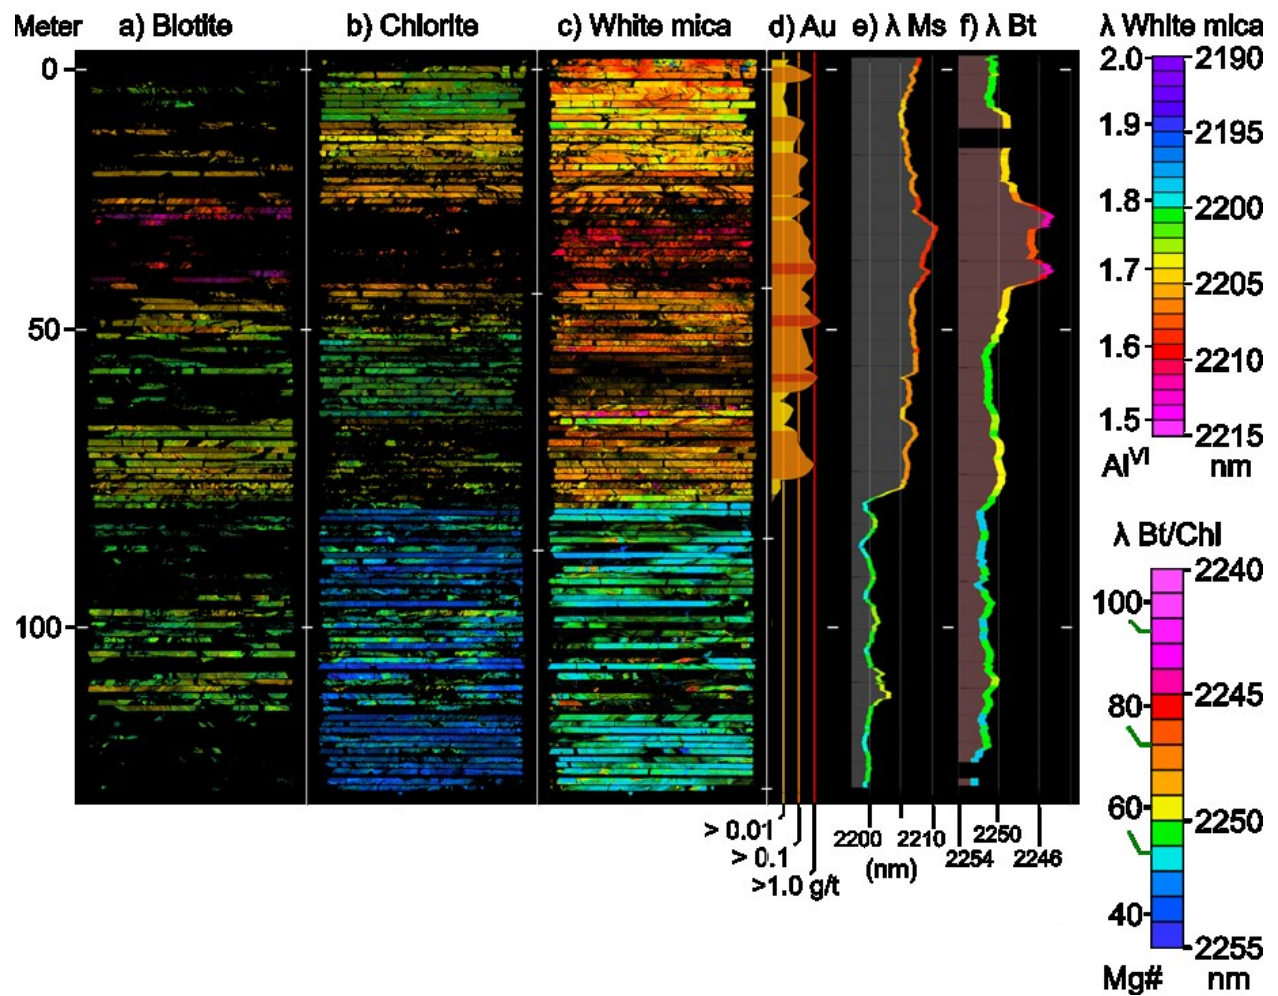 Meter a) Biotite b) Chlorite c) White mica d) Au e) λ Ms f) λ Bt λ White mica
0 2.0 2190
1.9 2195
1.8 2200
1.7 2205
50 1.6 2210
1.5 2215
Al^VI nm
λ Bt/Chl
2240
100 100
80 2245
60 2250
> 0.01 2200 2210 2250
> 0.1 (nm) 2254 2246
>1.0 g/t
40
2255
Mg# nm